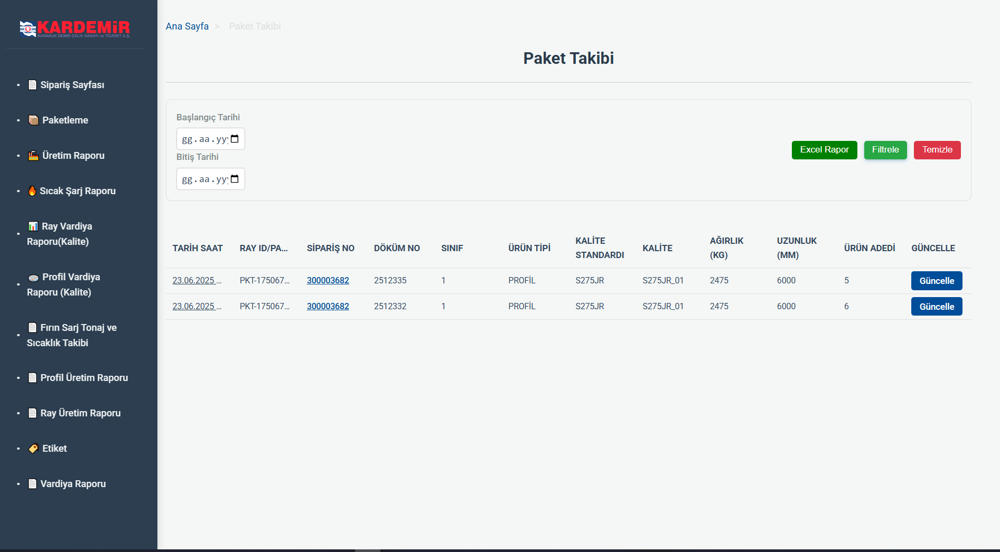 KARDEMİR
KARABÜK DEMİR ÇELİK SANAYİ ve TİCARET A.Ş.
Sipariş Sayfası
Paketleme
Üretim Raporu
Sıcak Şarj Raporu
Ray Vardiya
Raporu(Kalite)
Profil Vardiya
Raporu (Kalite)
Fırın Sarj Tonaj ve
Sıcaklık Takibi
Profil Üretim Raporu
Ray Üretim Raporu
Etiket
Vardiya Raporu
Ana Sayfa > Paket Takibi
Paket Takibi
Başlangıç Tarihi
gg.aa.yyy
Bitiş Tarihi
gg.aa.yyy
Excel Rapor Filtrele Temizle
TARİH SAAT RAY ID/PA... SİPARİŞ NO DÖKÜM NO SINIF ÜRÜN TİPİ KALİTE STANDARDI KALİTE AĞIRLIK (KG) UZUNLUK (MM) ÜRÜN ADEDİ GÜNCELLE
23.06.2025 ... PKT-175067... 300003682 2512335 1 PROFİL S275JR S275JR_01 2475 6000 5 Güncelle
23.06.2025 ... PKT-175067... 300003682 2512332 1 PROFİL S275JR S275JR_01 2475 6000 6 Güncelle